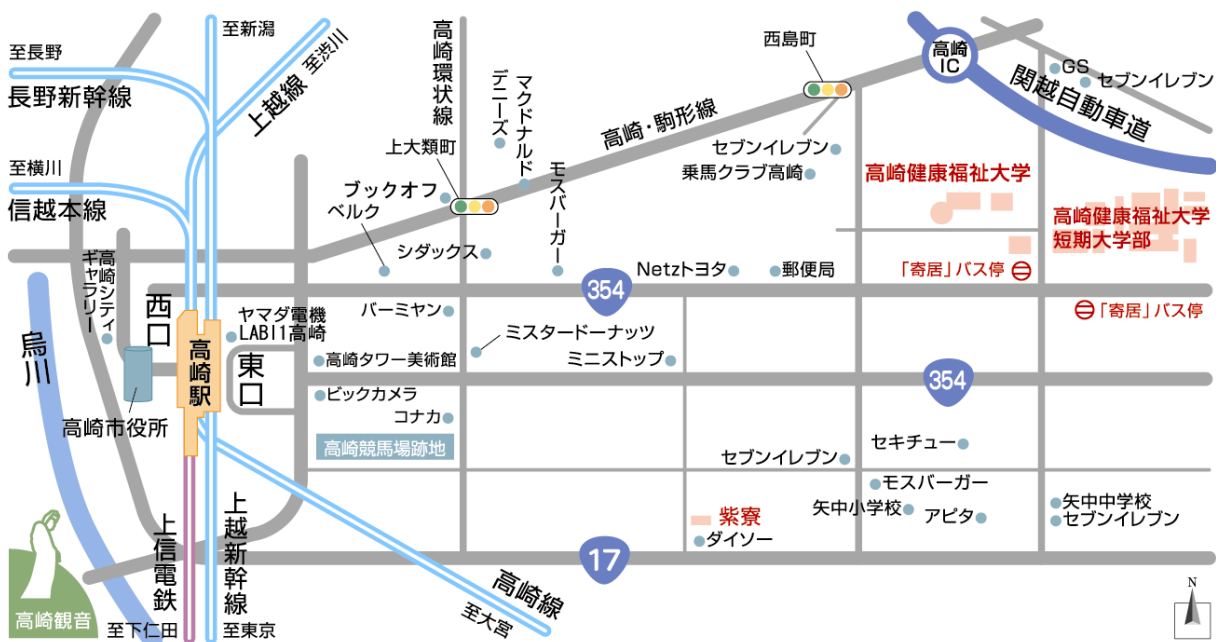 至新潟
至長野
長野新幹線
上越線
至渋川
至横川
信越本線
高崎環状線
デニーズ
マクドナルド
上大類町
ブックオフ
ベルク
シダックス
モスバーガー
高崎・駒形線
西島町
高崎
IC
関越自動車道
GS
セブンイレブン
セブンイレブン
乗馬クラブ高崎
高崎健康福祉大学
高崎健康福祉大学
短期大学部
「寄居」バス停
「寄居」バス停
Netzトヨタ
郵便局
354
高崎シティ
ギャラリー
西口
烏川
高崎駅
ヤマダ電機
LABI1高崎
東口
高崎市役所
バーミヤン
ミスタードーナッツ
高崎タワー美術館
ミニストップ
354
ビックカメラ
コナカ
高崎競馬場跡地
セキチュー
セブンイレブン
モスバーガー
矢中小学校
アピタ
矢中中学校
セブンイレブン
紫寮
ダイソー
17
上信電鉄
上越新幹線
高崎線
至大宮
高崎観音
至下仁田
至東京
N